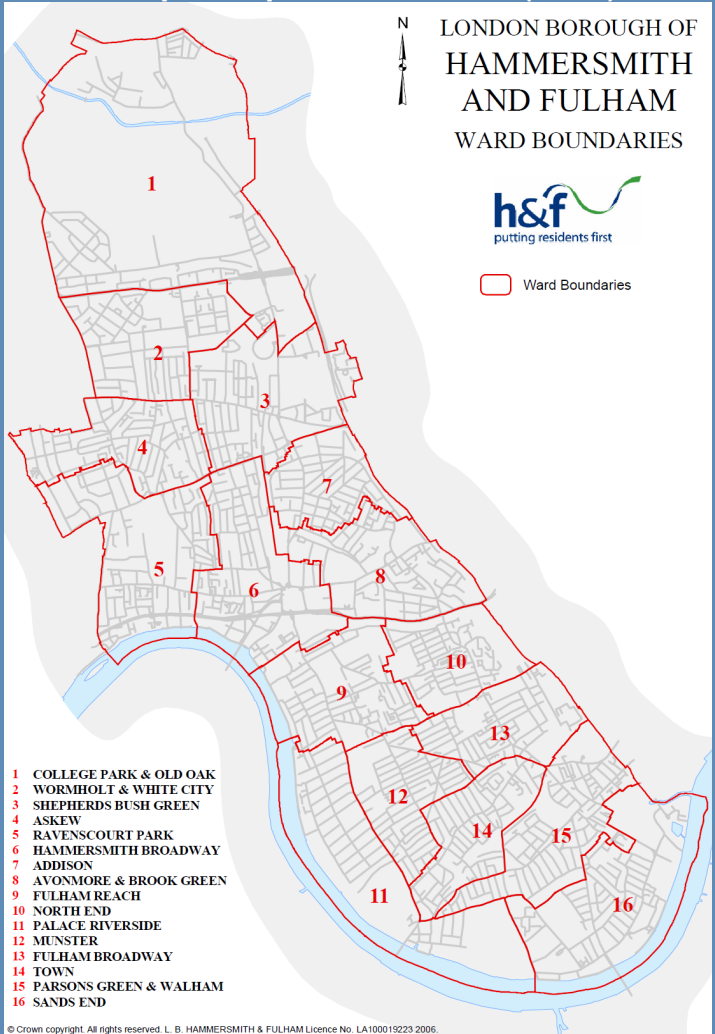 N
LONDON BOROUGH OF
HAMMERSMITH
AND FULHAM
WARD BOUNDARIES
h&f
putting residents first
Ward Boundaries
1
2
3
4
7
5
6
8
10
9
13
12
14
15
11
16
1 COLLEGE PARK & OLD OAK
2 WORMHOLT & WHITE CITY
3 SHEPHERDS BUSH GREEN
4 ASKEW
5 RAVENSCOURT PARK
6 HAMMERSMITH BROADWAY
7 ADDISON
8 AVONMORE & BROOK GREEN
9 FULHAM REACH
10 NORTH END
11 PALACE RIVERSIDE
12 MUNSTER
13 FULHAM BROADWAY
14 TOWN
15 PARSONS GREEN & WALHAM
16 SANDS END
© Crown copyright. All rights reserved. L. B. HAMMERSMITH & FULHAM Licence No. LA100019223 2006.